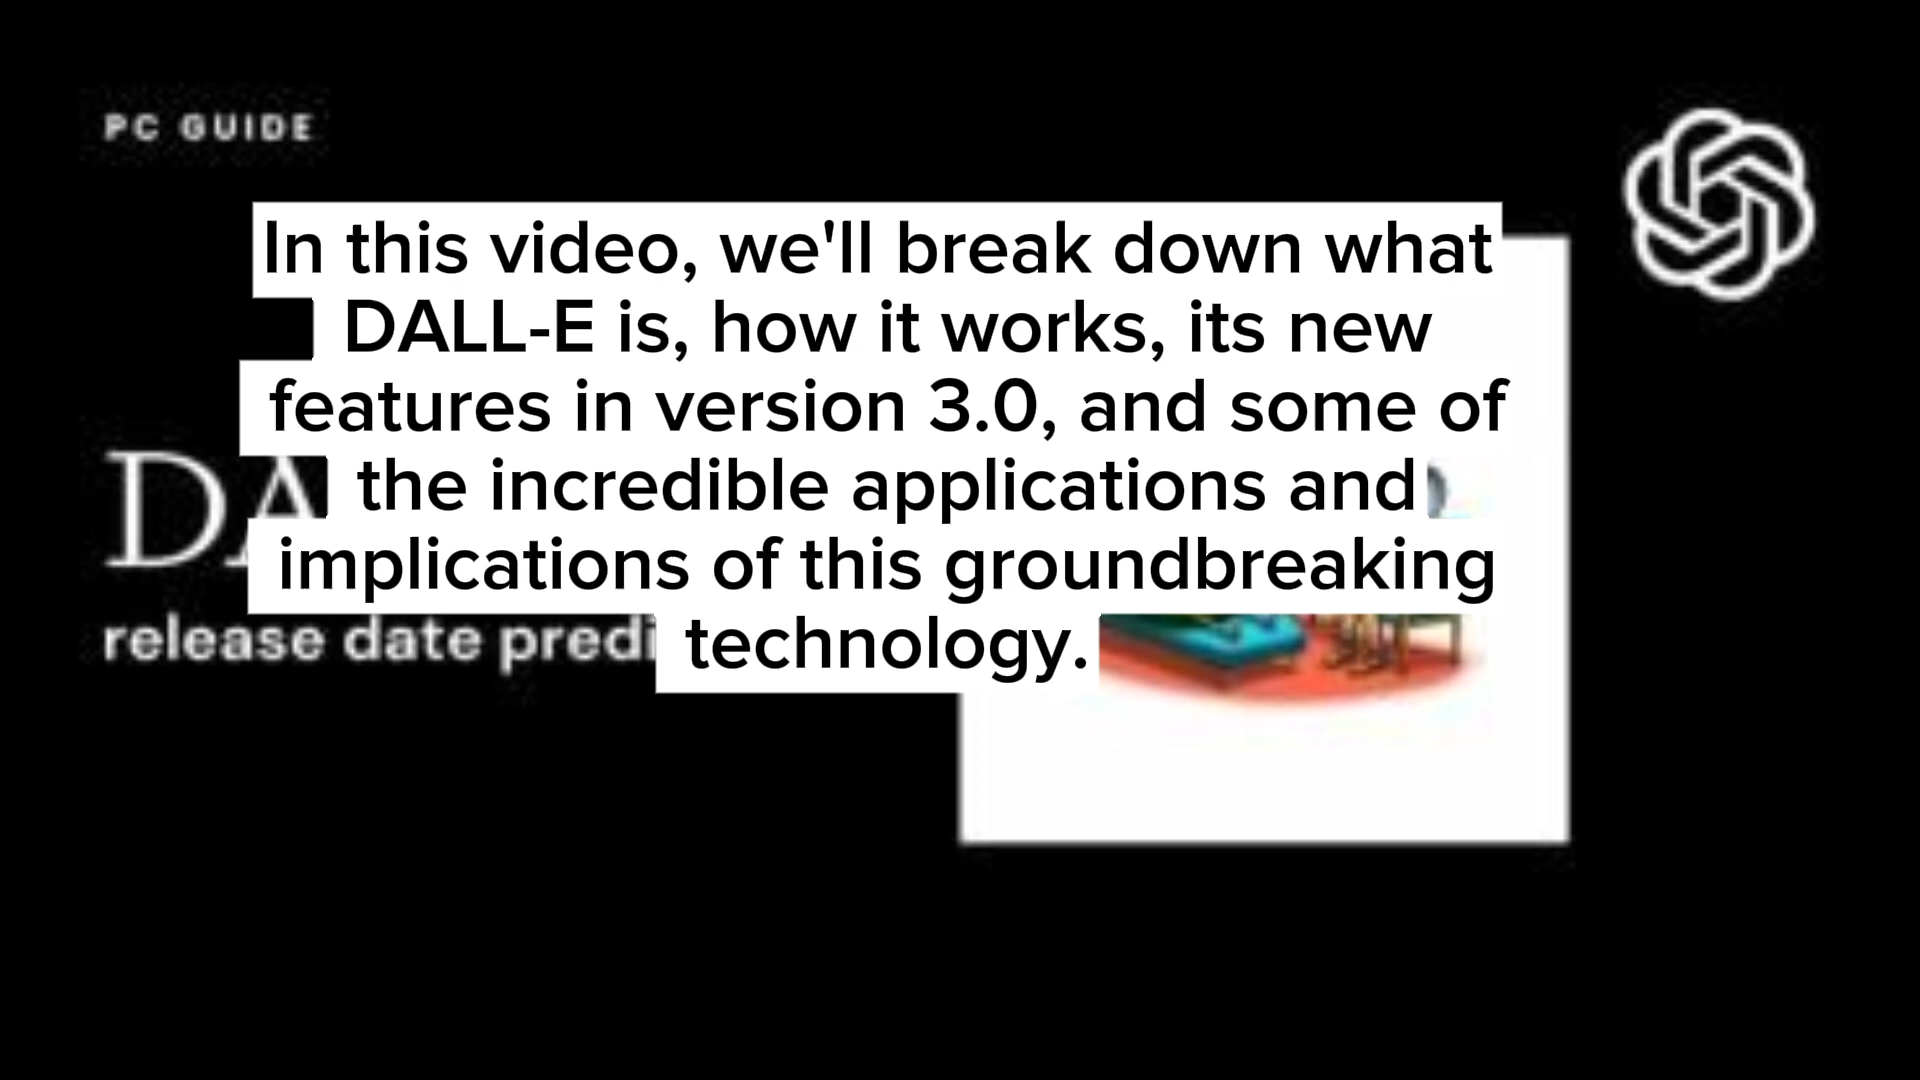 PC GUIDE
In this video, we'll break down what
DALL-E is, how it works, its new
features in version 3.0, and some of
the incredible applications and
implications of this groundbreaking
technology.
release date